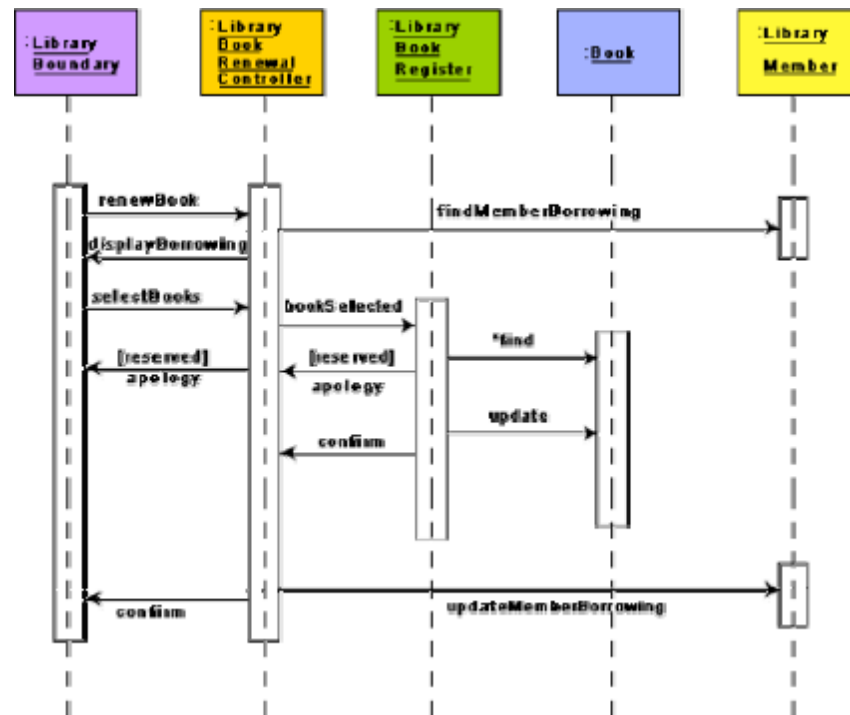 :Library
Boundary
:Library
Book
Renewal
Controller
:Library
Book
Register
:Book
:Library
Member
renewBook
findMemberBorrowing
displayBorrowing
selectBooks
bookSelected
*find
[reserved]
apology
[reserved]
apology
update
confirm
updateMemberBorrowing
confirm